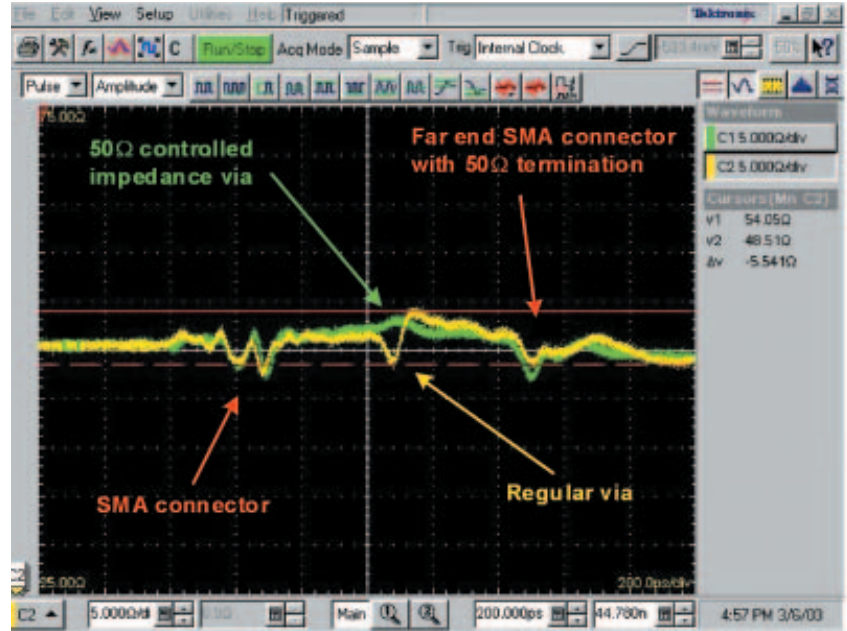 File Edit View Setup Utilities Help Triggered Tektronix
Run/Stop Acq Mode Sample Trig Internal Clock 50%
Pulse Amplitude
75.00Ω
50Ω controlled
impedance via
Far end SMA connector
with 50Ω termination
SMA connector
Regular via
25.00Ω
200.0ps/div
Waveform
C1 5.000Ω/div
C2 5.000Ω/div
Cursors (Mn C2)
v1 54.05Ω
v2 48.51Ω
Δv -5.541Ω
C2 5.000Ω/di Main 200.000ps 44.780n 4:57 PM 3/6/03